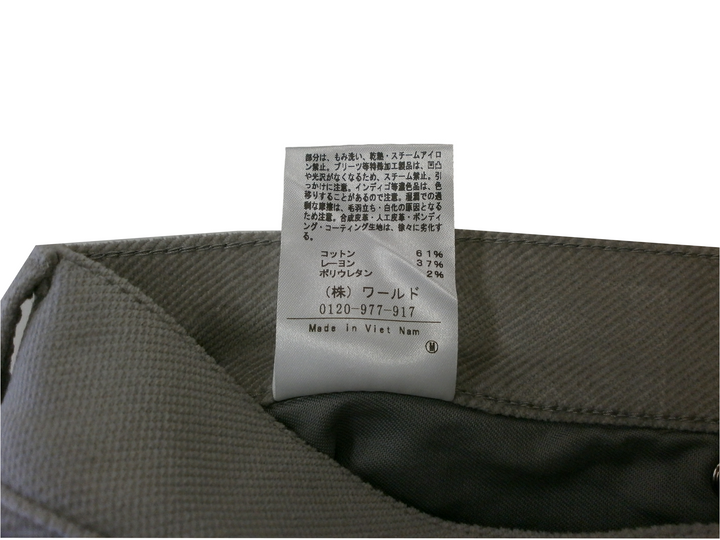 部分は、もみ洗い、乾熱・スチームアイロ
ン禁止。プリーツ等特殊加工製品は、凹凸
や光沢がなくなるため、スチーム禁止。引
っかけに注意。インディゴ等濃色品は、色
移りすることがあるので注意。湿潤での過
剰な摩擦は、毛羽立ち・白化の原因となる
ため注意。合成皮革・人工皮革・ボンディ
ング・コーティング生地は、徐々に劣化す
る。
コットン 61%
レーヨン 37%
ポリウレタン 2%
(株) ワールド
0120-977-917
Made in Viet Nam